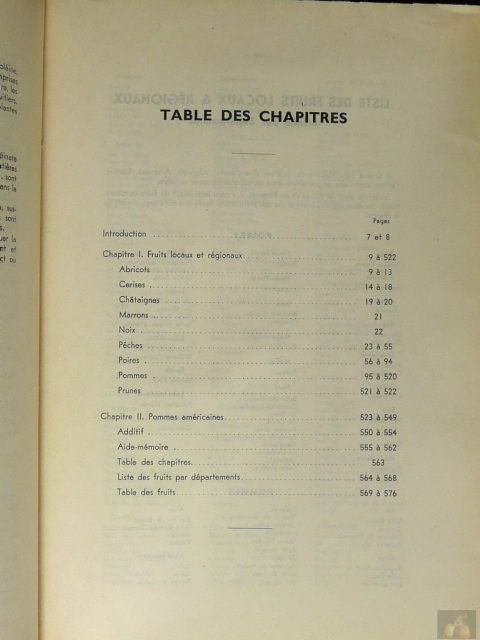 TABLE DES CHAPITRES
Pages
Introduction 7 et 8
Chapitre I. Fruits locaux et régionaux 9 à 522
Abricots 9 à 13
Cerises 14 à 18
Châtaignes 19 à 20
Marrons 21
Noix 22
Pêches 23 à 55
Poires 56 à 94
Pommes 95 à 520
Prunes 521 à 522
Chapitre II. Pommes américaines 523 à 549
Additif 550 à 554
Aide-mémoire 555 à 562
Table des chapitres 563
Liste des fruits par départements 564 à 568
Table des fruits 569 à 576